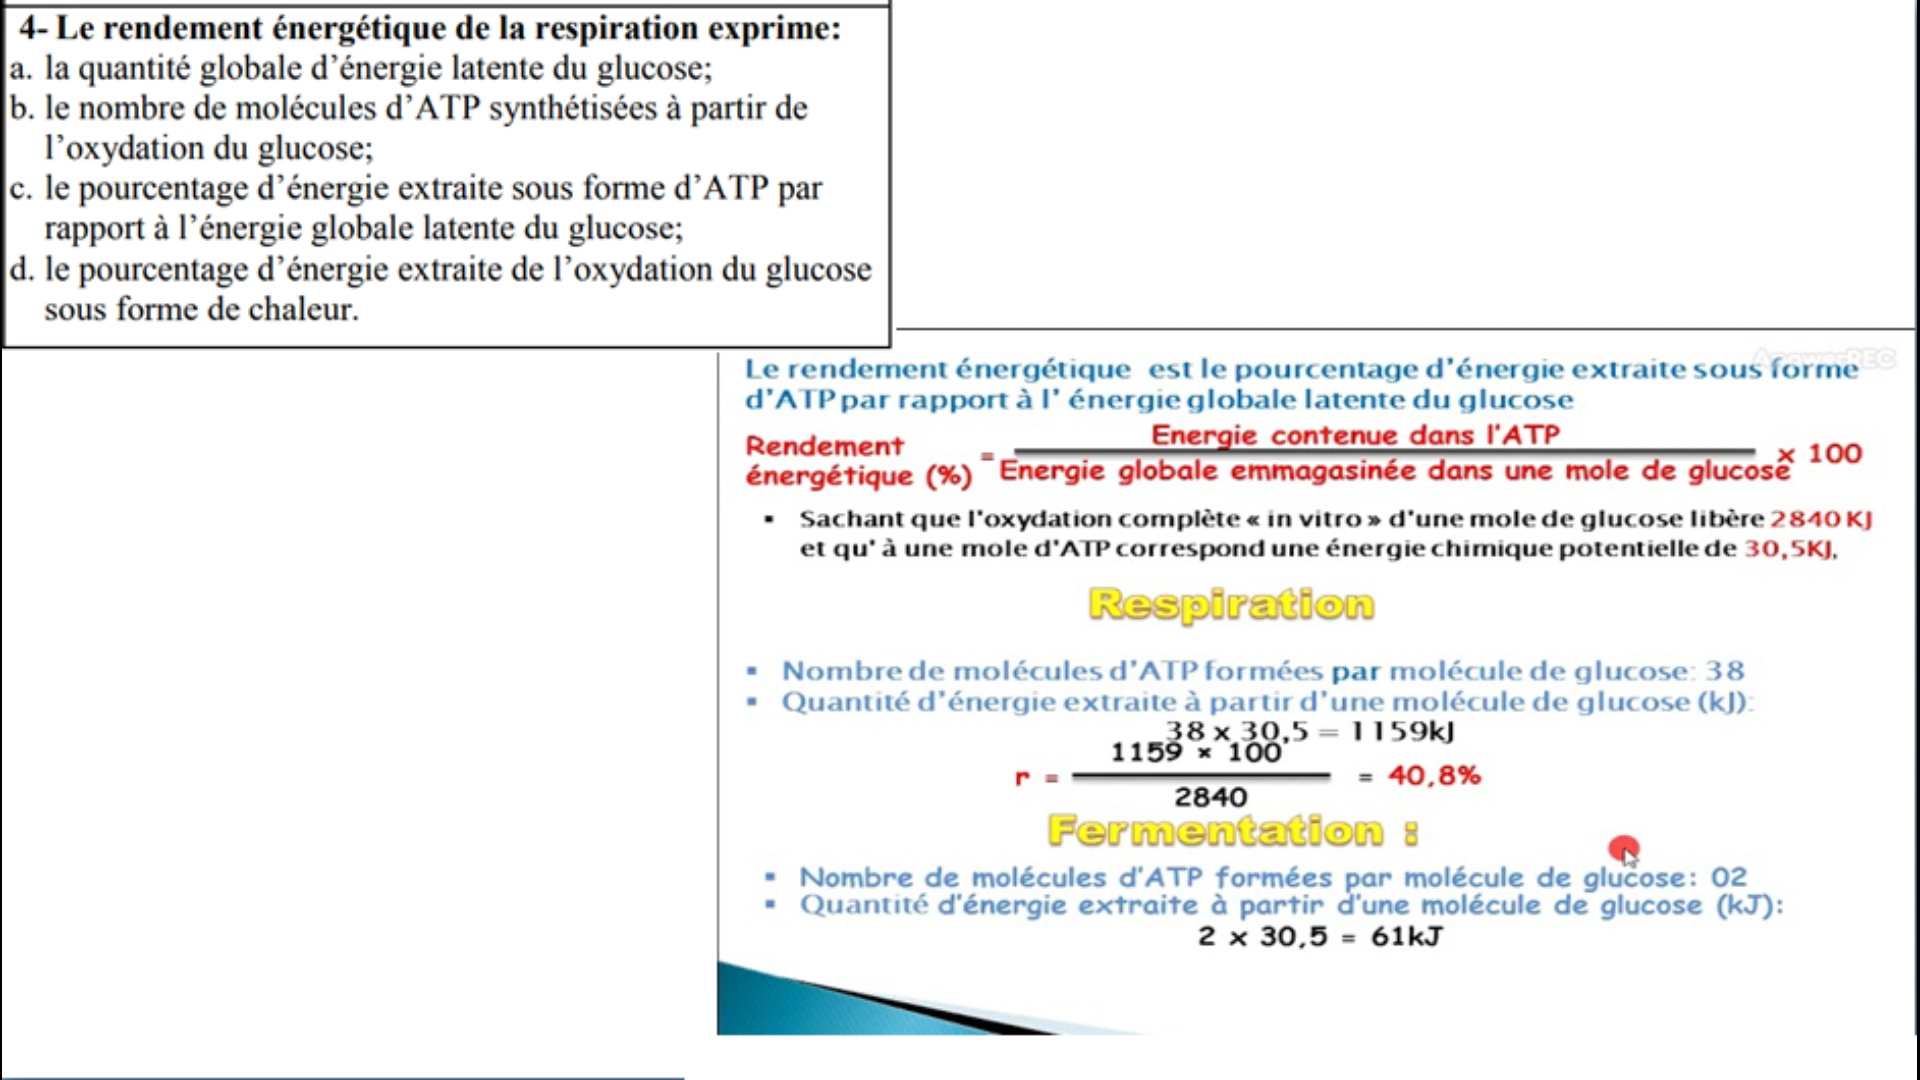 4- Le rendement énergétique de la respiration exprime:
a. la quantité globale d’énergie latente du glucose;
b. le nombre de molécules d’ATP synthétisées à partir de
l’oxydation du glucose;
c. le pourcentage d’énergie extraite sous forme d’ATP par
rapport à l’énergie globale latente du glucose;
d. le pourcentage d’énergie extraite de l’oxydation du glucose
sous forme de chaleur.
ApowerREC
Le rendement énergétique est le pourcentage d'énergie extraite sous forme
d'ATP par rapport à l' énergie globale latente du glucose
Rendement
énergétique (%)
=
Energie contenue dans l'ATP
Energie globale emmagasinée dans une mole de glucose
x 100
▪ Sachant que l'oxydation complète « in vitro » d'une mole de glucose libère 2840 KJ
et qu' à une mole d'ATP correspond une énergie chimique potentielle de 30,5KJ,
Respiration
▪ Nombre de molécules d'ATP formées par molécule de glucose: 38
▪ Quantité d'énergie extraite à partir d'une molécule de glucose (kJ):
38 x 30,5 = 1159kJ
1159 × 100
r = = 40,8%
2840
Fermentation :
▪ Nombre de molécules d'ATP formées par molécule de glucose: 02
▪ Quantité d'énergie extraite à partir d'une molécule de glucose (kJ):
2 x 30,5 = 61kJ